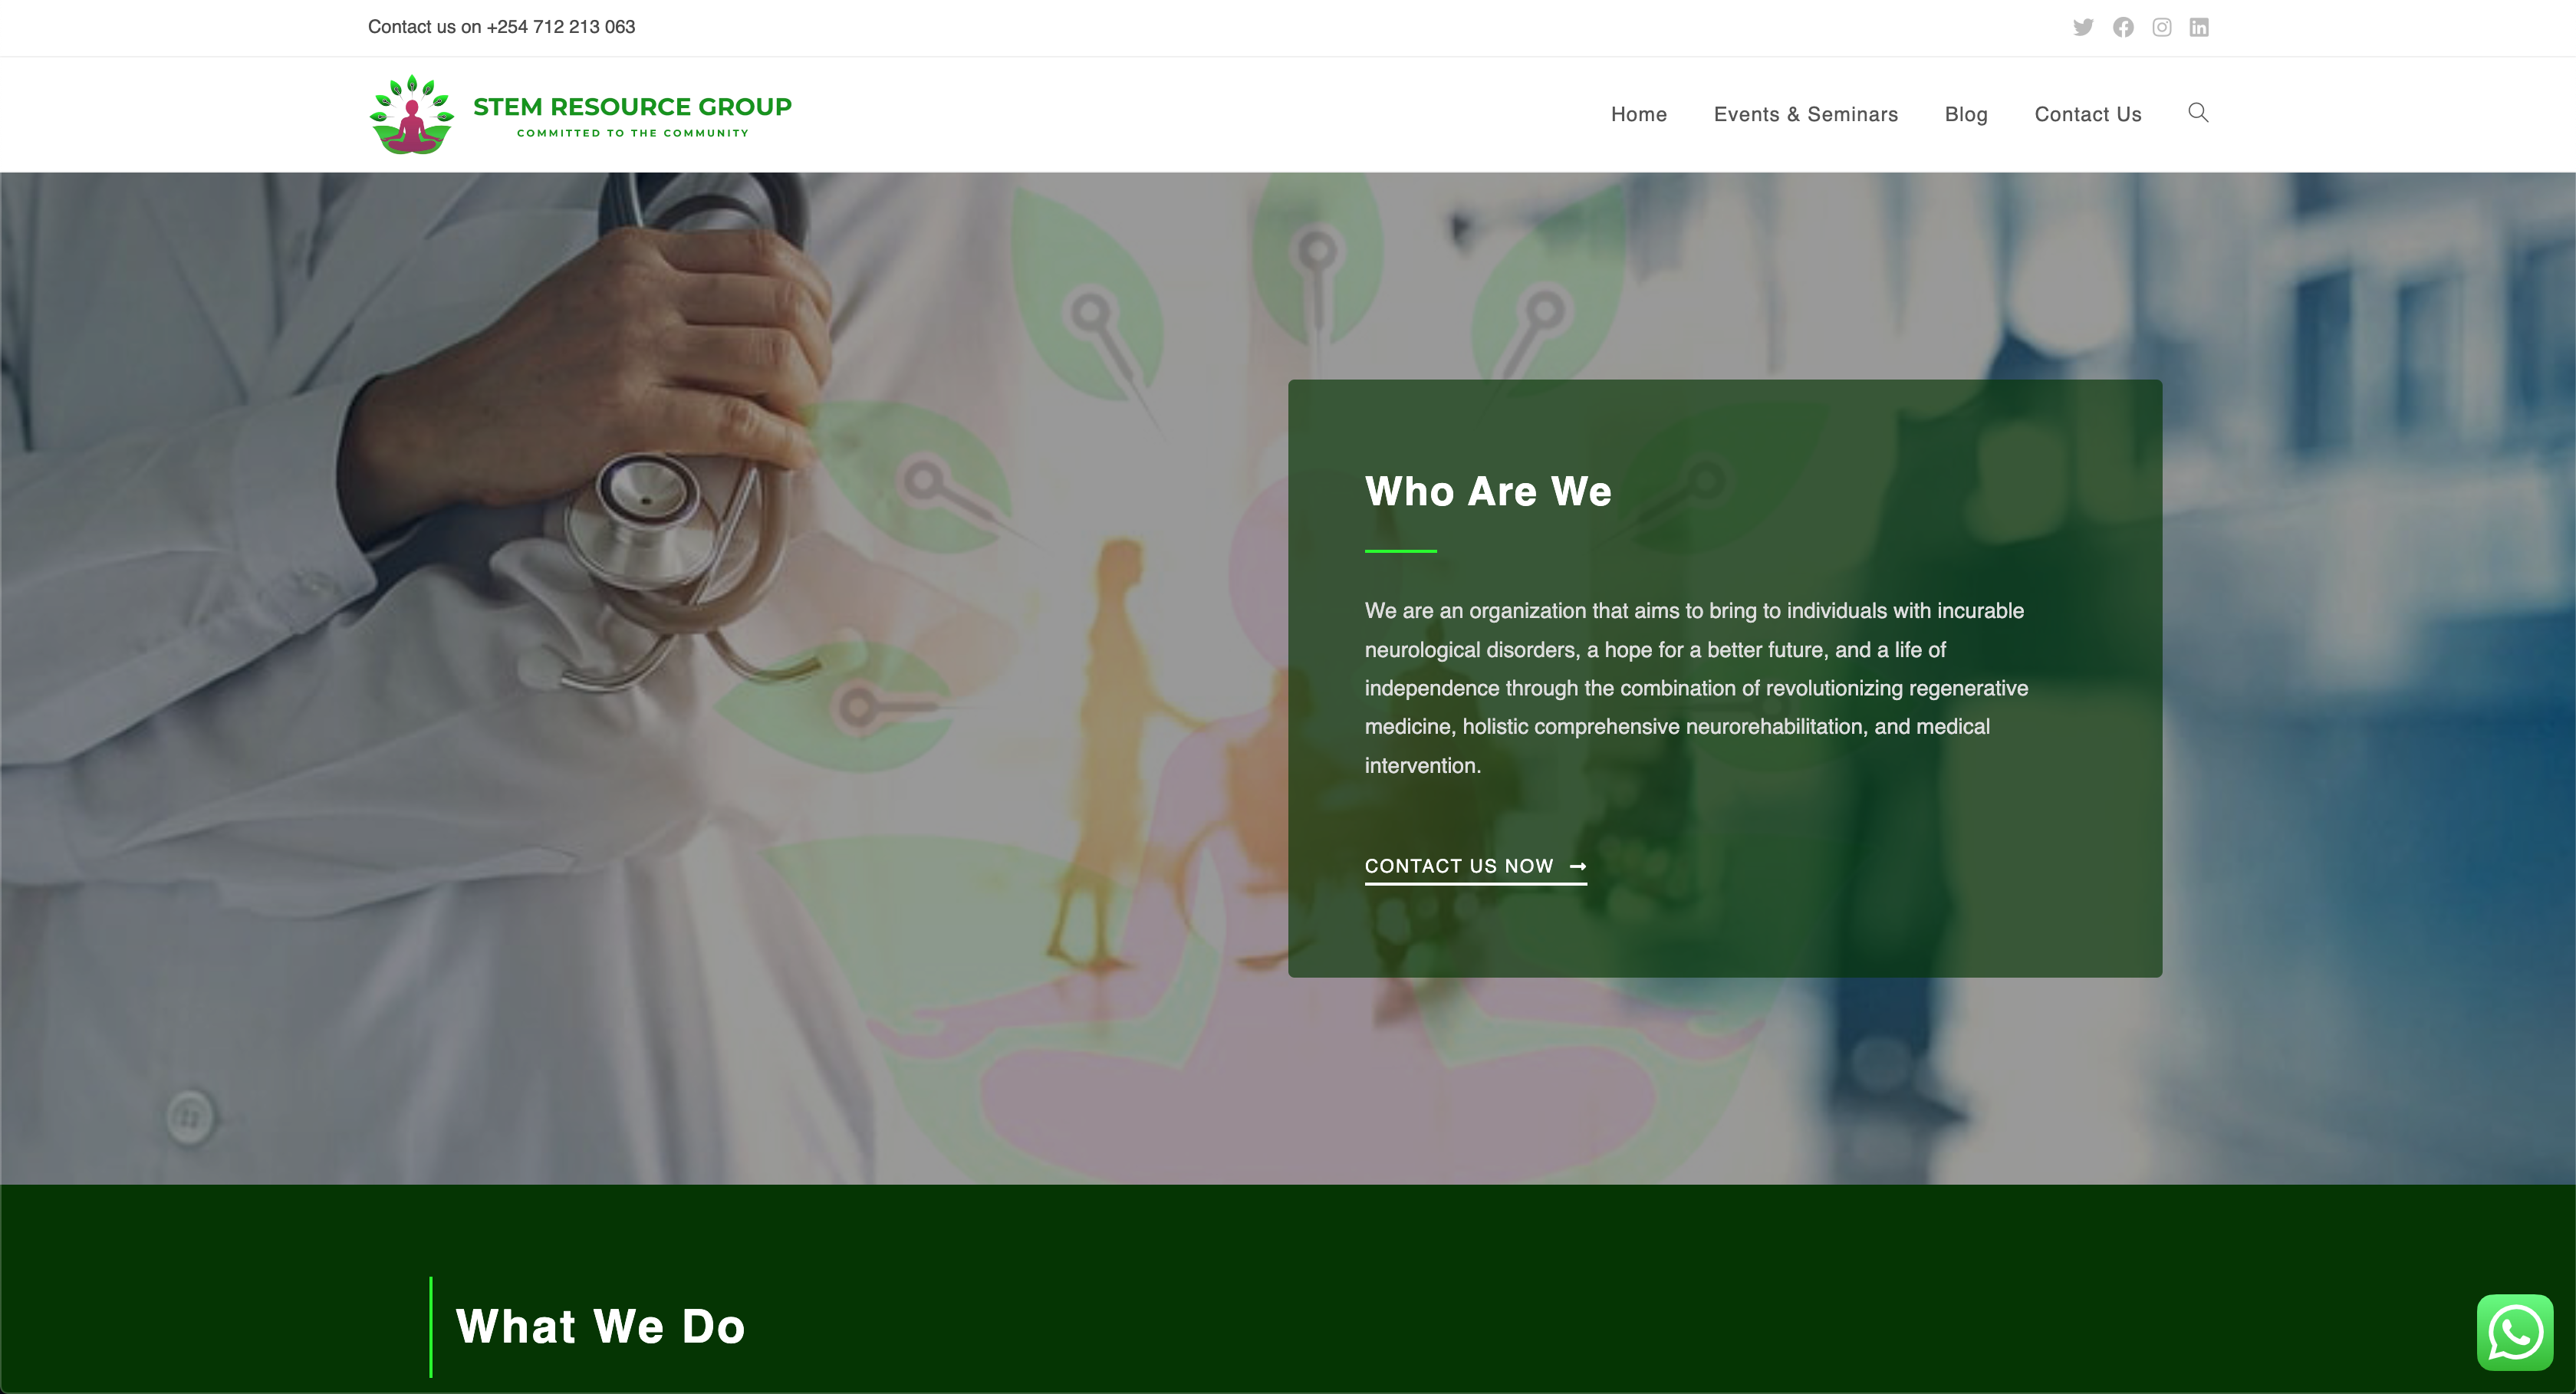 Contact us on +254 712 213 063
STEM RESOURCE GROUP
COMMITTED TO THE COMMUNITY
Home
Events & Seminars
Blog
Contact Us
Who Are We
We are an organization that aims to bring to individuals with incurable
neurological disorders, a hope for a better future, and a life of
independence through the combination of revolutionizing regenerative
medicine, holistic comprehensive neurorehabilitation, and medical
intervention.
CONTACT US NOW →
What We Do